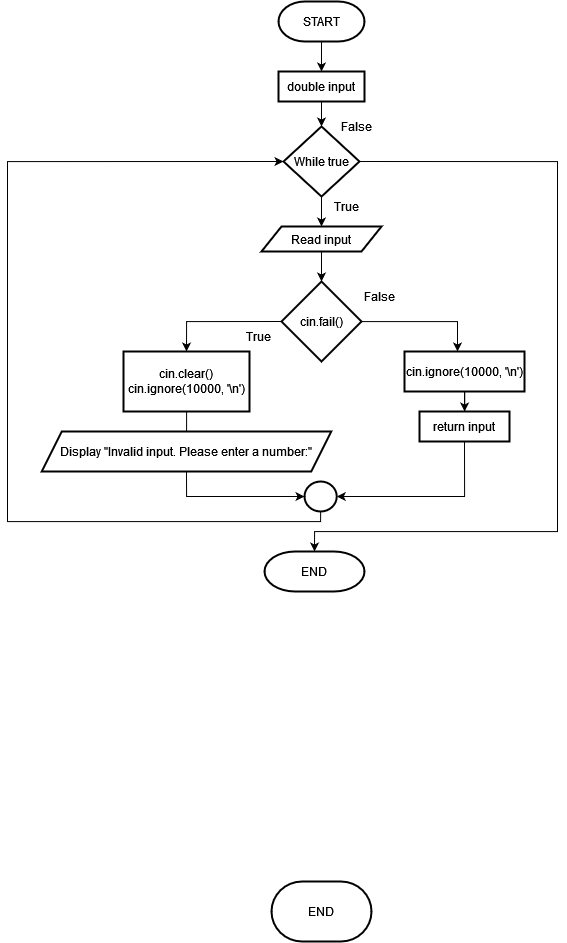 START
double input
False
While true
True
Read input
False
cin.fail()
True
cin.clear()
cin.ignore(10000, '\n')
cin.ignore(10000, '\n')
return input
Display "Invalid input. Please enter a number:"
END
END